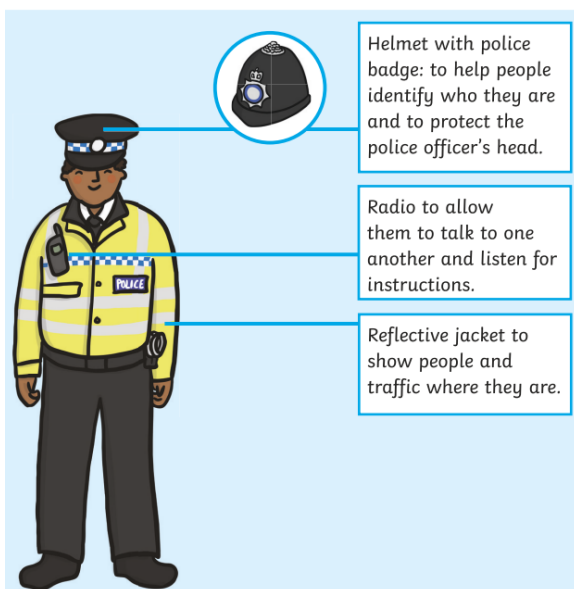 Helmet with police
badge: to help people
identify who they are
and to protect the
police officer's head.
Radio to allow
them to talk to one
another and listen for
instructions.
POLICE
Reflective jacket to
show people and
traffic where they are.